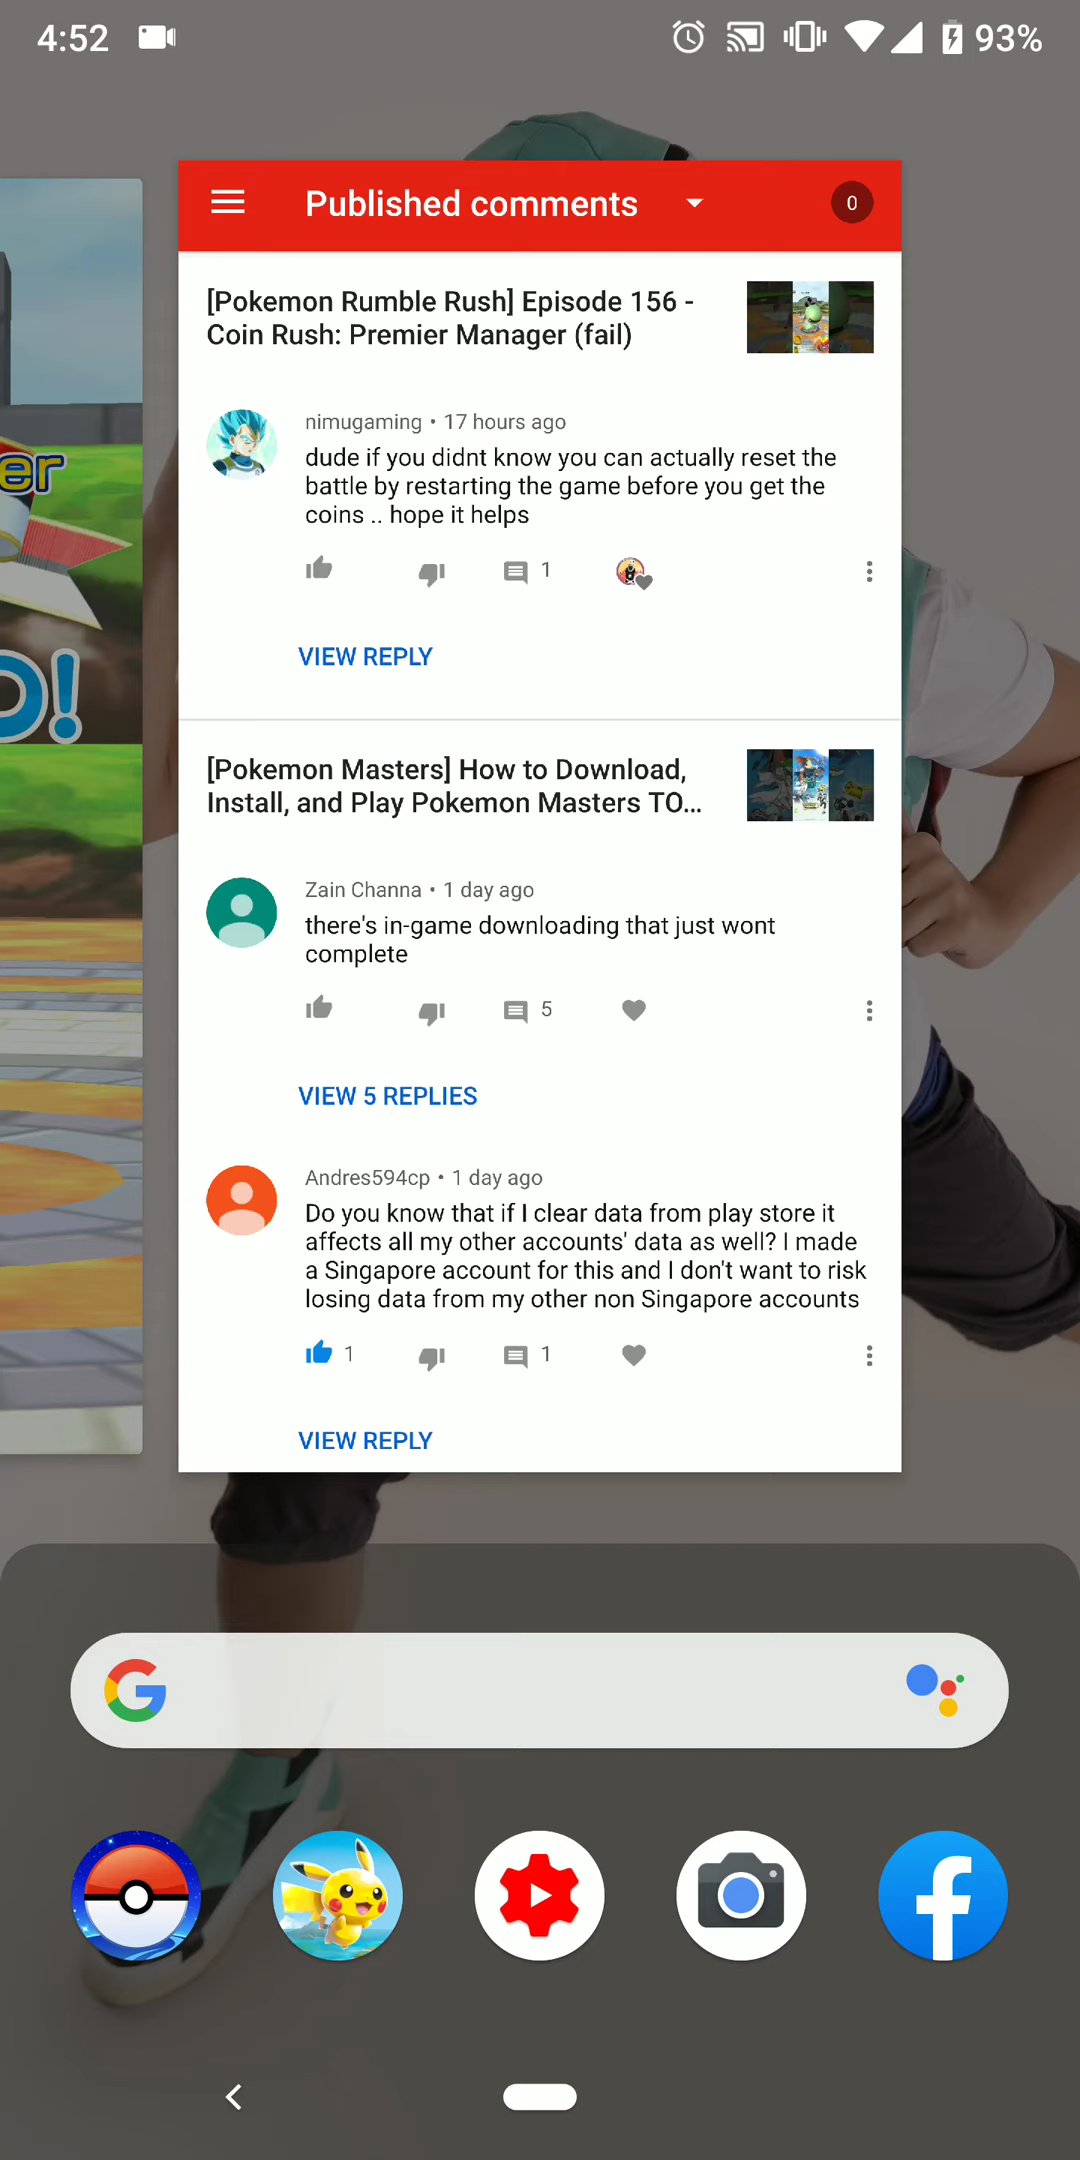 4:52
93%
er
O!
Published comments
0
[Pokemon Rumble Rush] Episode 156 -
Coin Rush: Premier Manager (fail)
nimugaming • 17 hours ago
dude if you didnt know you can actually reset the
battle by restarting the game before you get the
coins .. hope it helps
1
VIEW REPLY
[Pokemon Masters] How to Download,
Install, and Play Pokemon Masters TO...
Zain Channa • 1 day ago
there's in-game downloading that just wont
complete
5
VIEW 5 REPLIES
Andres594cp • 1 day ago
Do you know that if I clear data from play store it
affects all my other accounts' data as well? I made
a Singapore account for this and I don't want to risk
losing data from my other non Singapore accounts
1 1
VIEW REPLY